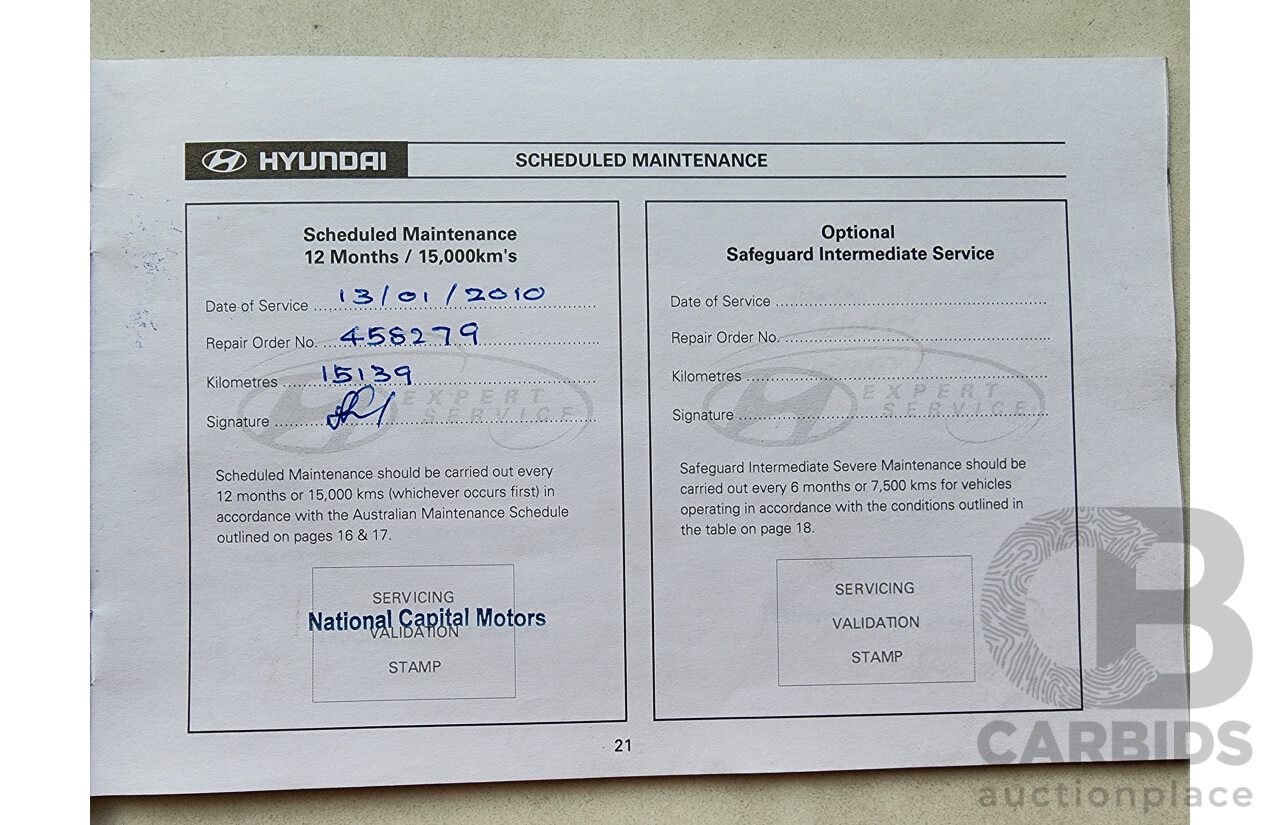 HYUNDAI
SCHEDULED MAINTENANCE
Scheduled Maintenance
12 Months / 15,000km's
Date of Service 13/01/2010
Repair Order No. 458279
Kilometres 15139
Signature
EXPERT
SERVICE
Scheduled Maintenance should be carried out every
12 months or 15,000 kms (whichever occurs first) in
accordance with the Australian Maintenance Schedule
outlined on pages 16 & 17.
SERVICING
National Capital Motors
VALIDATION
STAMP
Optional
Safeguard Intermediate Service
Date of Service
Repair Order No.
Kilometres
Signature
EXPERT
SERVICE
Safeguard Intermediate Severe Maintenance should be
carried out every 6 months or 7,500 kms for vehicles
operating in accordance with the conditions outlined in
the table on page 18.
SERVICING
VALIDATION
STAMP
21
CB
CARBIDS
auctionplace